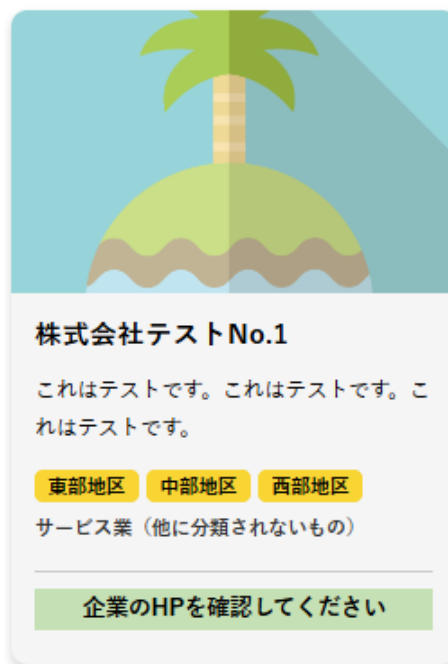 株式会社テストNo.1
これはテストです。これはテストです。こ
れはテストです。
東部地区 中部地区 西部地区
サービス業（他に分類されないもの）
企業のHPを確認してください